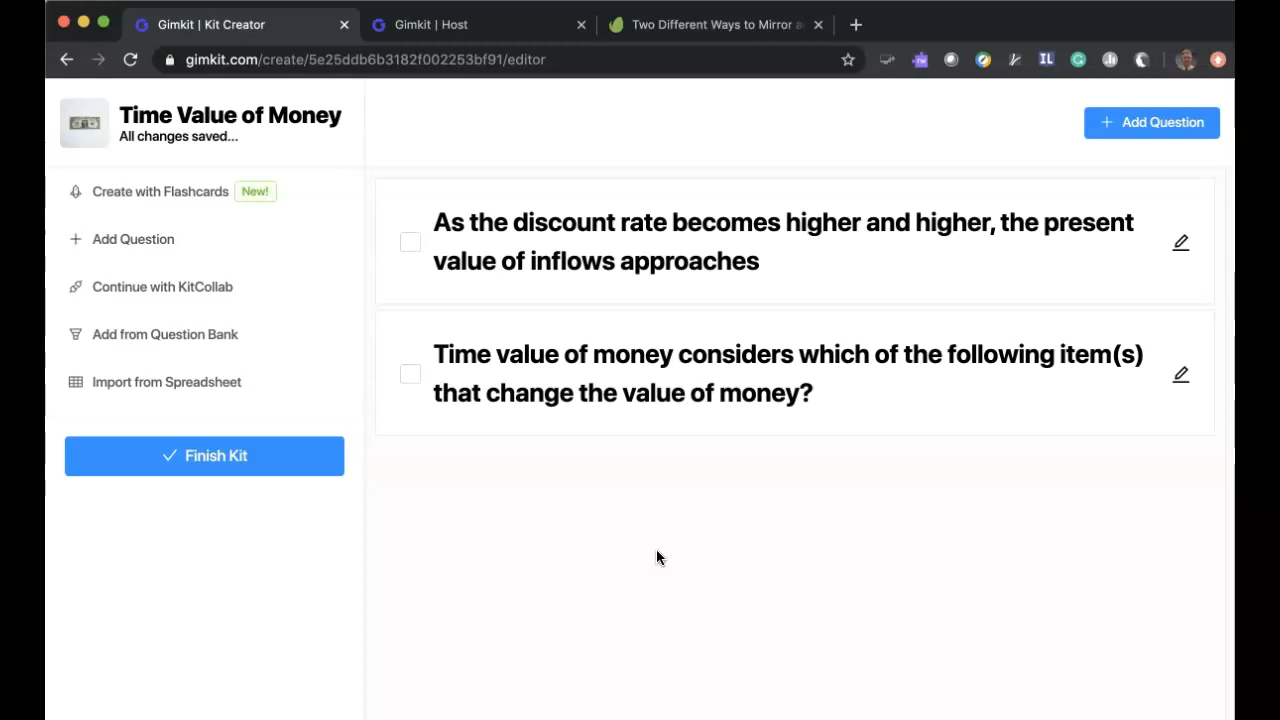 Gimkit | Kit Creator
Gimkit | Host
Two Different Ways to Mirror a
gimkit.com/create/5e25ddb6b3182f002253bf91/editor
IL
Time Value of Money
All changes saved...
+ Add Question
Create with Flashcards New!
+ Add Question
Continue with KitCollab
Add from Question Bank
Import from Spreadsheet
Finish Kit
As the discount rate becomes higher and higher, the present
value of inflows approaches
Time value of money considers which of the following item(s)
that change the value of money?